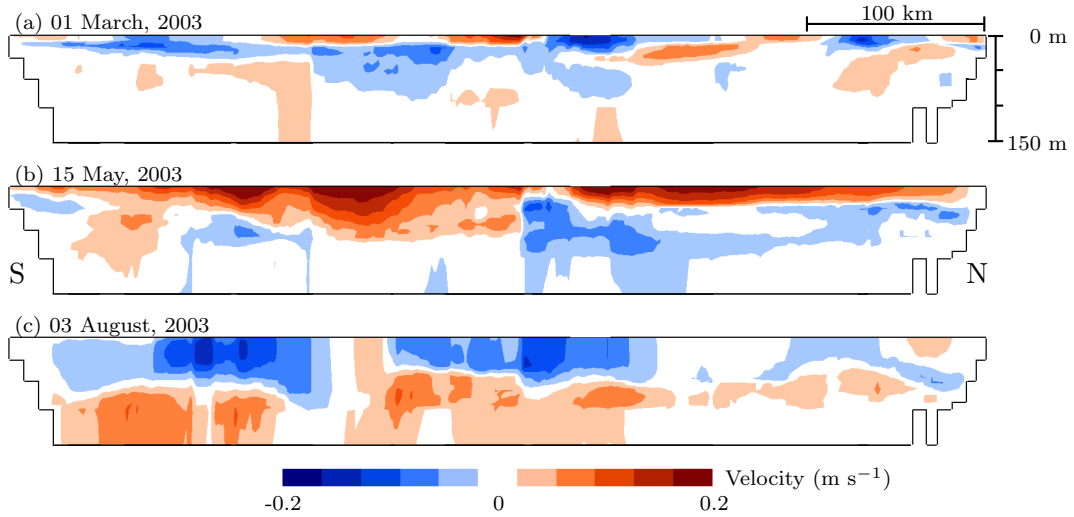 (a) 01 March, 2003
100 km
0 m
150 m
(b) 15 May, 2003
S
N
(c) 03 August, 2003
Velocity (m s⁻¹)
-0.2 0 0.2